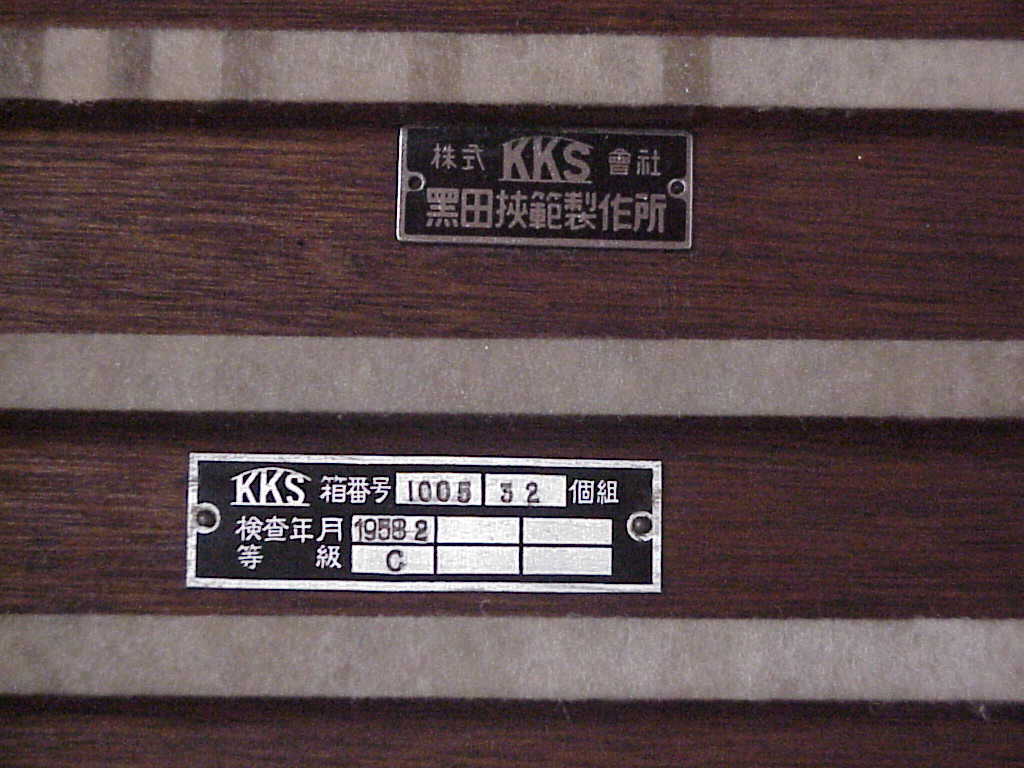 株式 KKS 會社
黑田挾範製作所
KKS 箱番号 1005 32 個組
検査年月 1958-2
等級 C